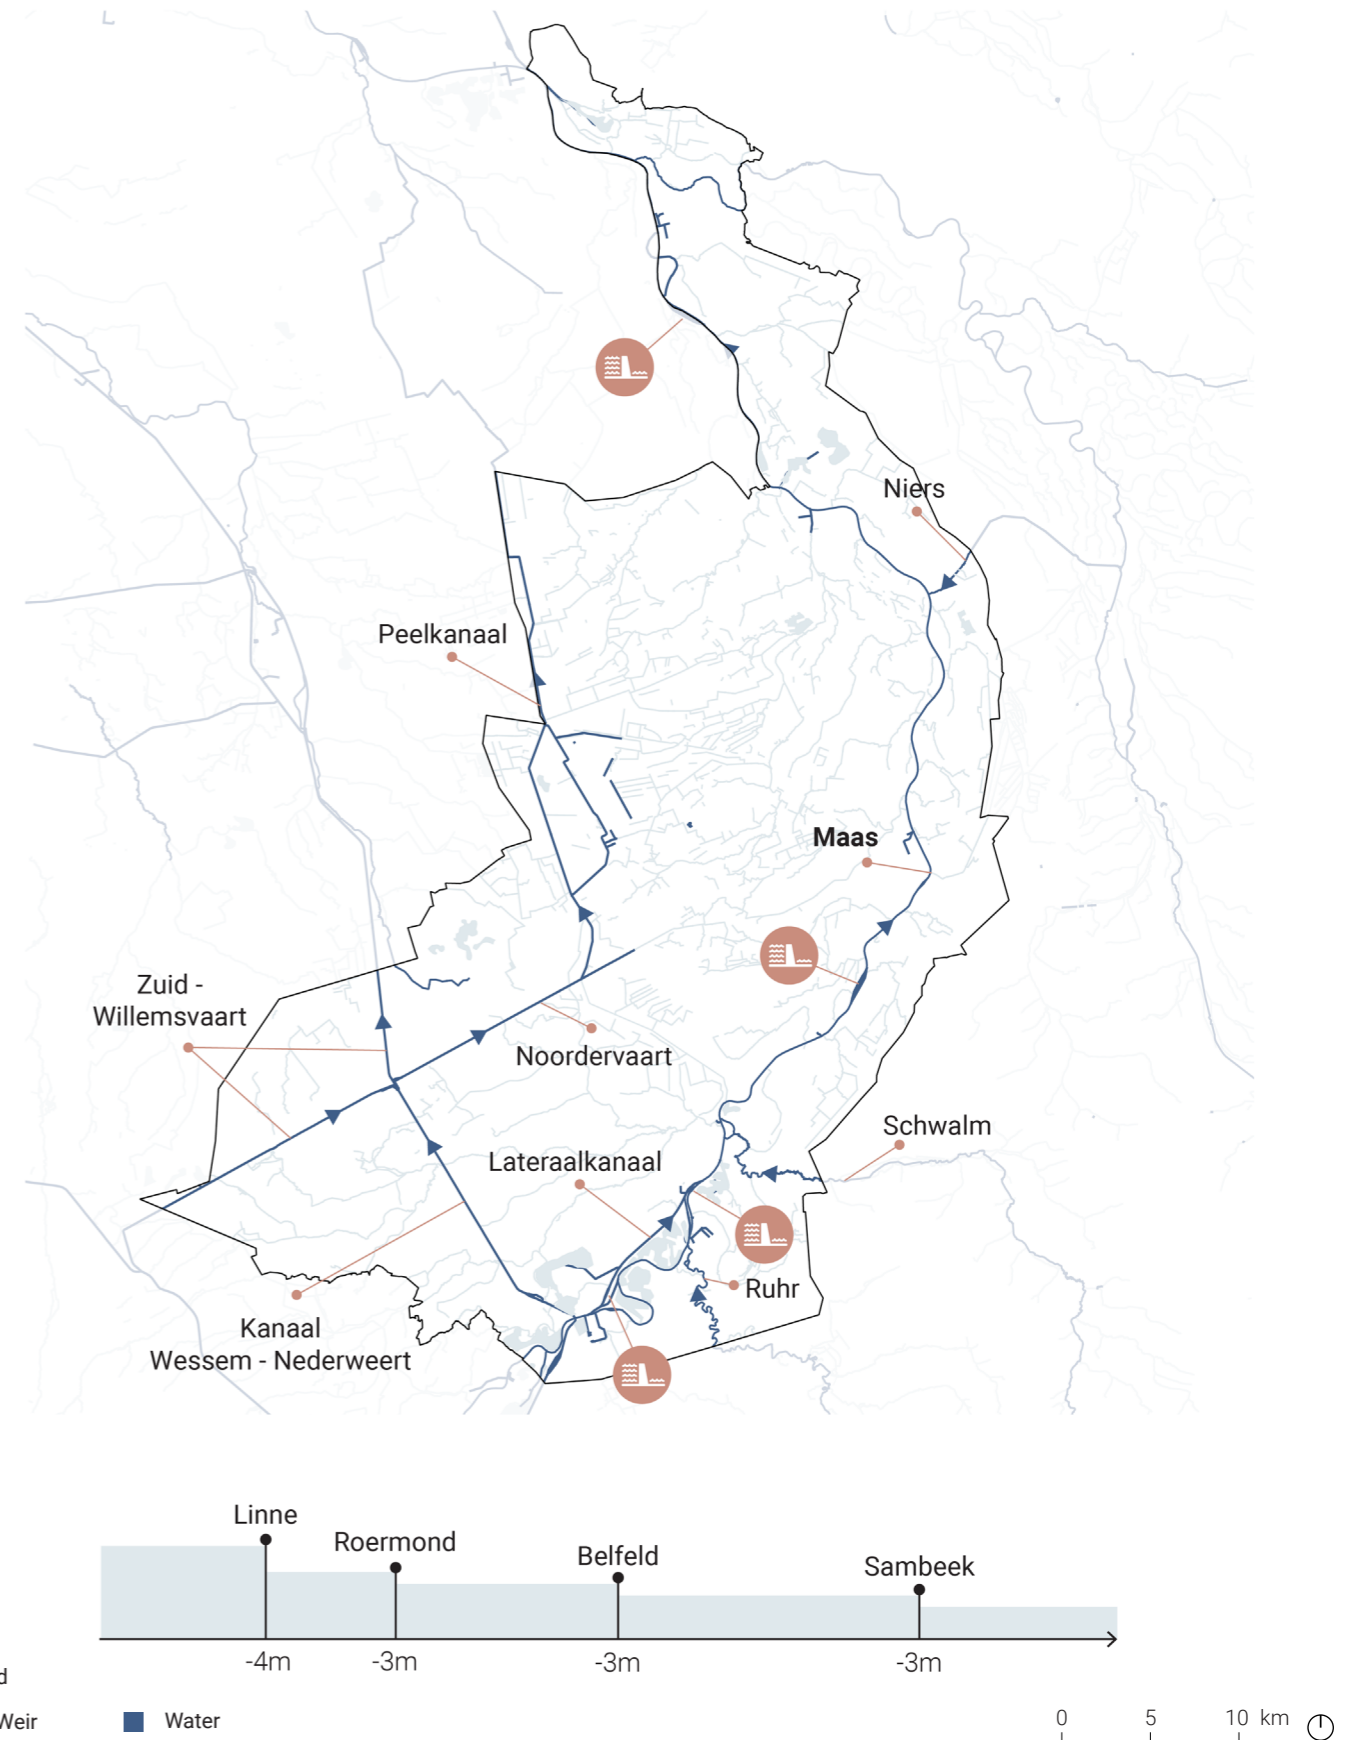 Niers
Peelkanaal
Maas
Zuid -
Willemsvaart
Noordervaart
Schwalm
Lateraalkanaal
Ruhr
Kanaal
Wessem - Nederweert
Linne
Roermond
Belfeld
Sambeek
-4m
-3m
-3m
-3m
d
Weir
Water
0 5 10 km